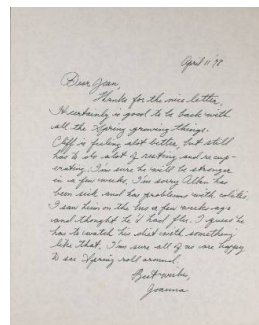 April 11 '98
Dear Jean,
Thanks for the nice letter,
It certainly is good to be back with
all the Spring growing things.
Cliff is feeling alot better, but still
has to do alot of resting and recup-
erating. I'm sure he will be stronger
in a few weeks. I'm sorry Allen has
been sick and has problems with colitis.
I saw him on the bus a few weeks ago
and thought he'd had flu. I guess he
has to watch his diet with something
like that. I'm sure all of us are happy
to see Spring roll around.
Best wishes,
Joanna